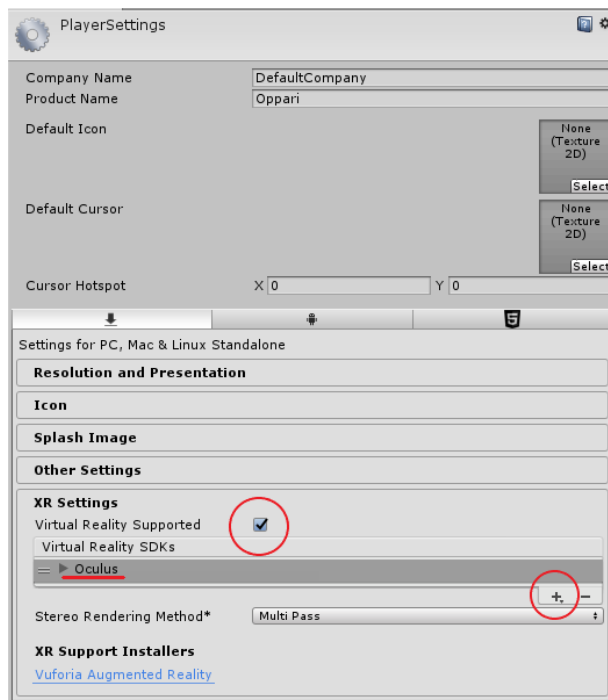 PlayerSettings
Company Name DefaultCompany
Product Name Oppari
Default Icon None (Texture 2D)
Select
Default Cursor None (Texture 2D)
Select
Cursor Hotspot X 0 Y 0
Settings for PC, Mac & Linux Standalone
Resolution and Presentation
Icon
Splash Image
Other Settings
XR Settings
Virtual Reality Supported
Virtual Reality SDKs
Oculus
Stereo Rendering Method* Multi Pass
XR Support Installers
Vuforia Augmented Reality